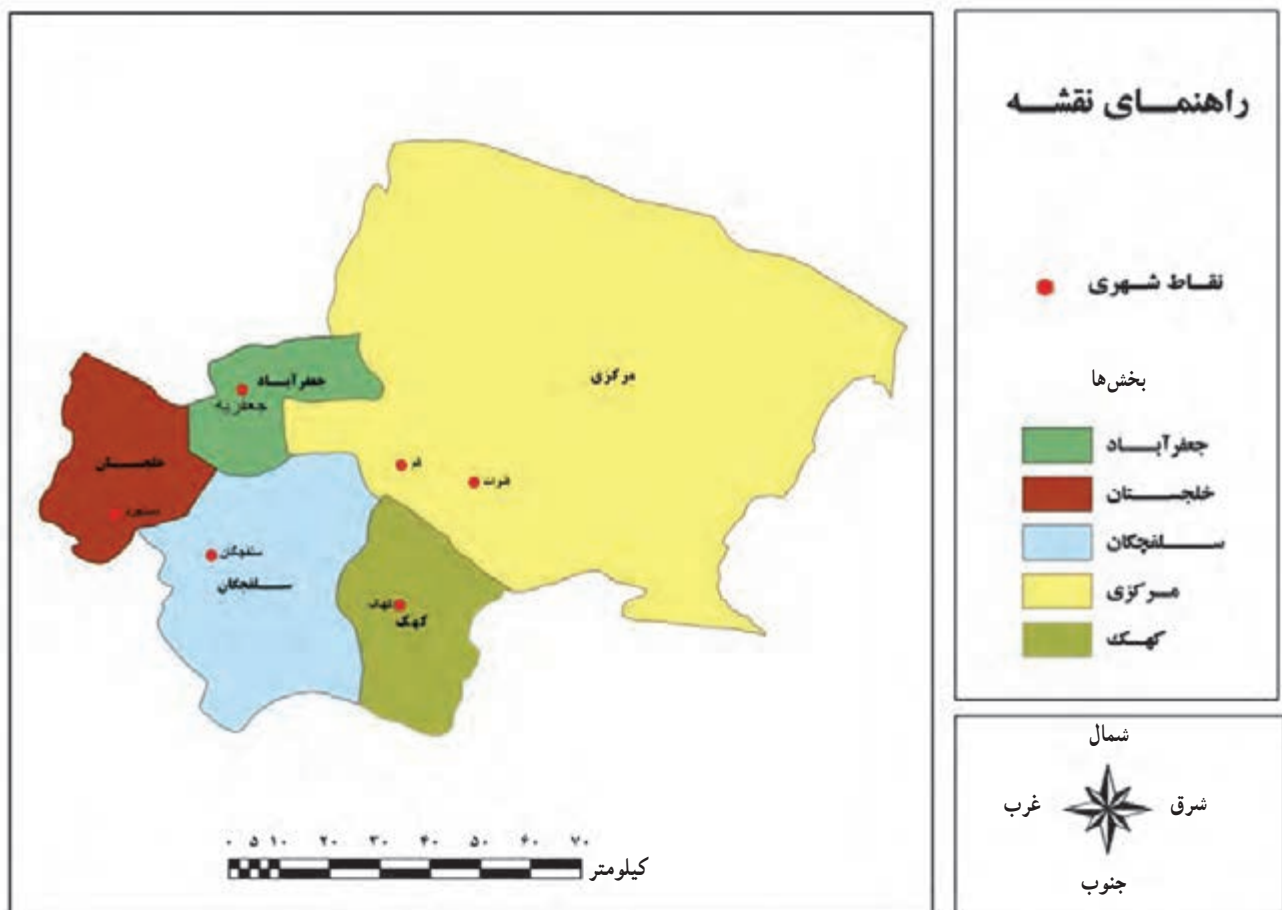 راهنمای نقشه
نقاط شهری
بخش‌ها
جعفرآباد
خلجستان
سلفچگان
مرکزی
کهک
شمال
غرب
شرق
جنوب
مرکزی
جعفرآباد
جعفریه
قم
قنوات
سلفچگان
سلفچگان
کهک
کهک
۰ ۵ ۱۰ ۲۰ ۳۰ ۴۰ ۵۰ ۶۰ ۷۰
کیلومتر